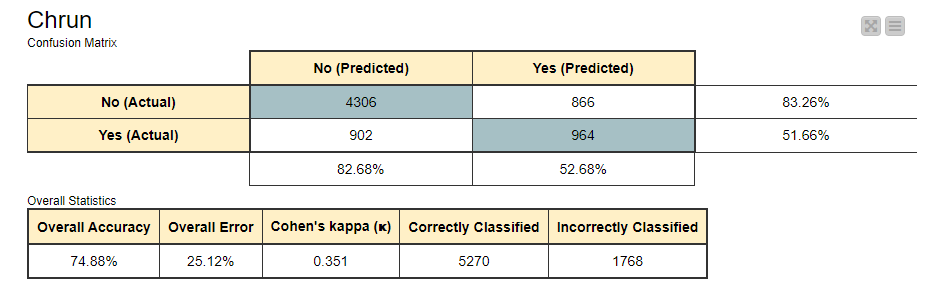 Chrun
Confusion Matrix
No (Predicted) Yes (Predicted)
No (Actual) 4306 866 83.26%
Yes (Actual) 902 964 51.66%
82.68% 52.68%
Overall Statistics
Overall Accuracy Overall Error Cohen's kappa (κ) Correctly Classified Incorrectly Classified
74.88% 25.12% 0.351 5270 1768